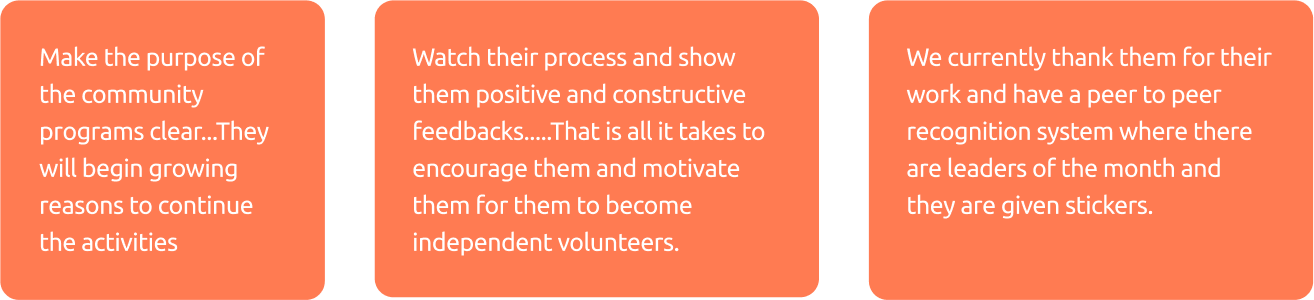 Make the purpose of
the community
programs clear...They
will begin growing
reasons to continue
the activities
Watch their process and show
them positive and constructive
feedbacks.....That is all it takes to
encourage them and motivate
them for them to become
independent volunteers.
We currently thank them for their
work and have a peer to peer
recognition system where there
are leaders of the month and
they are given stickers.